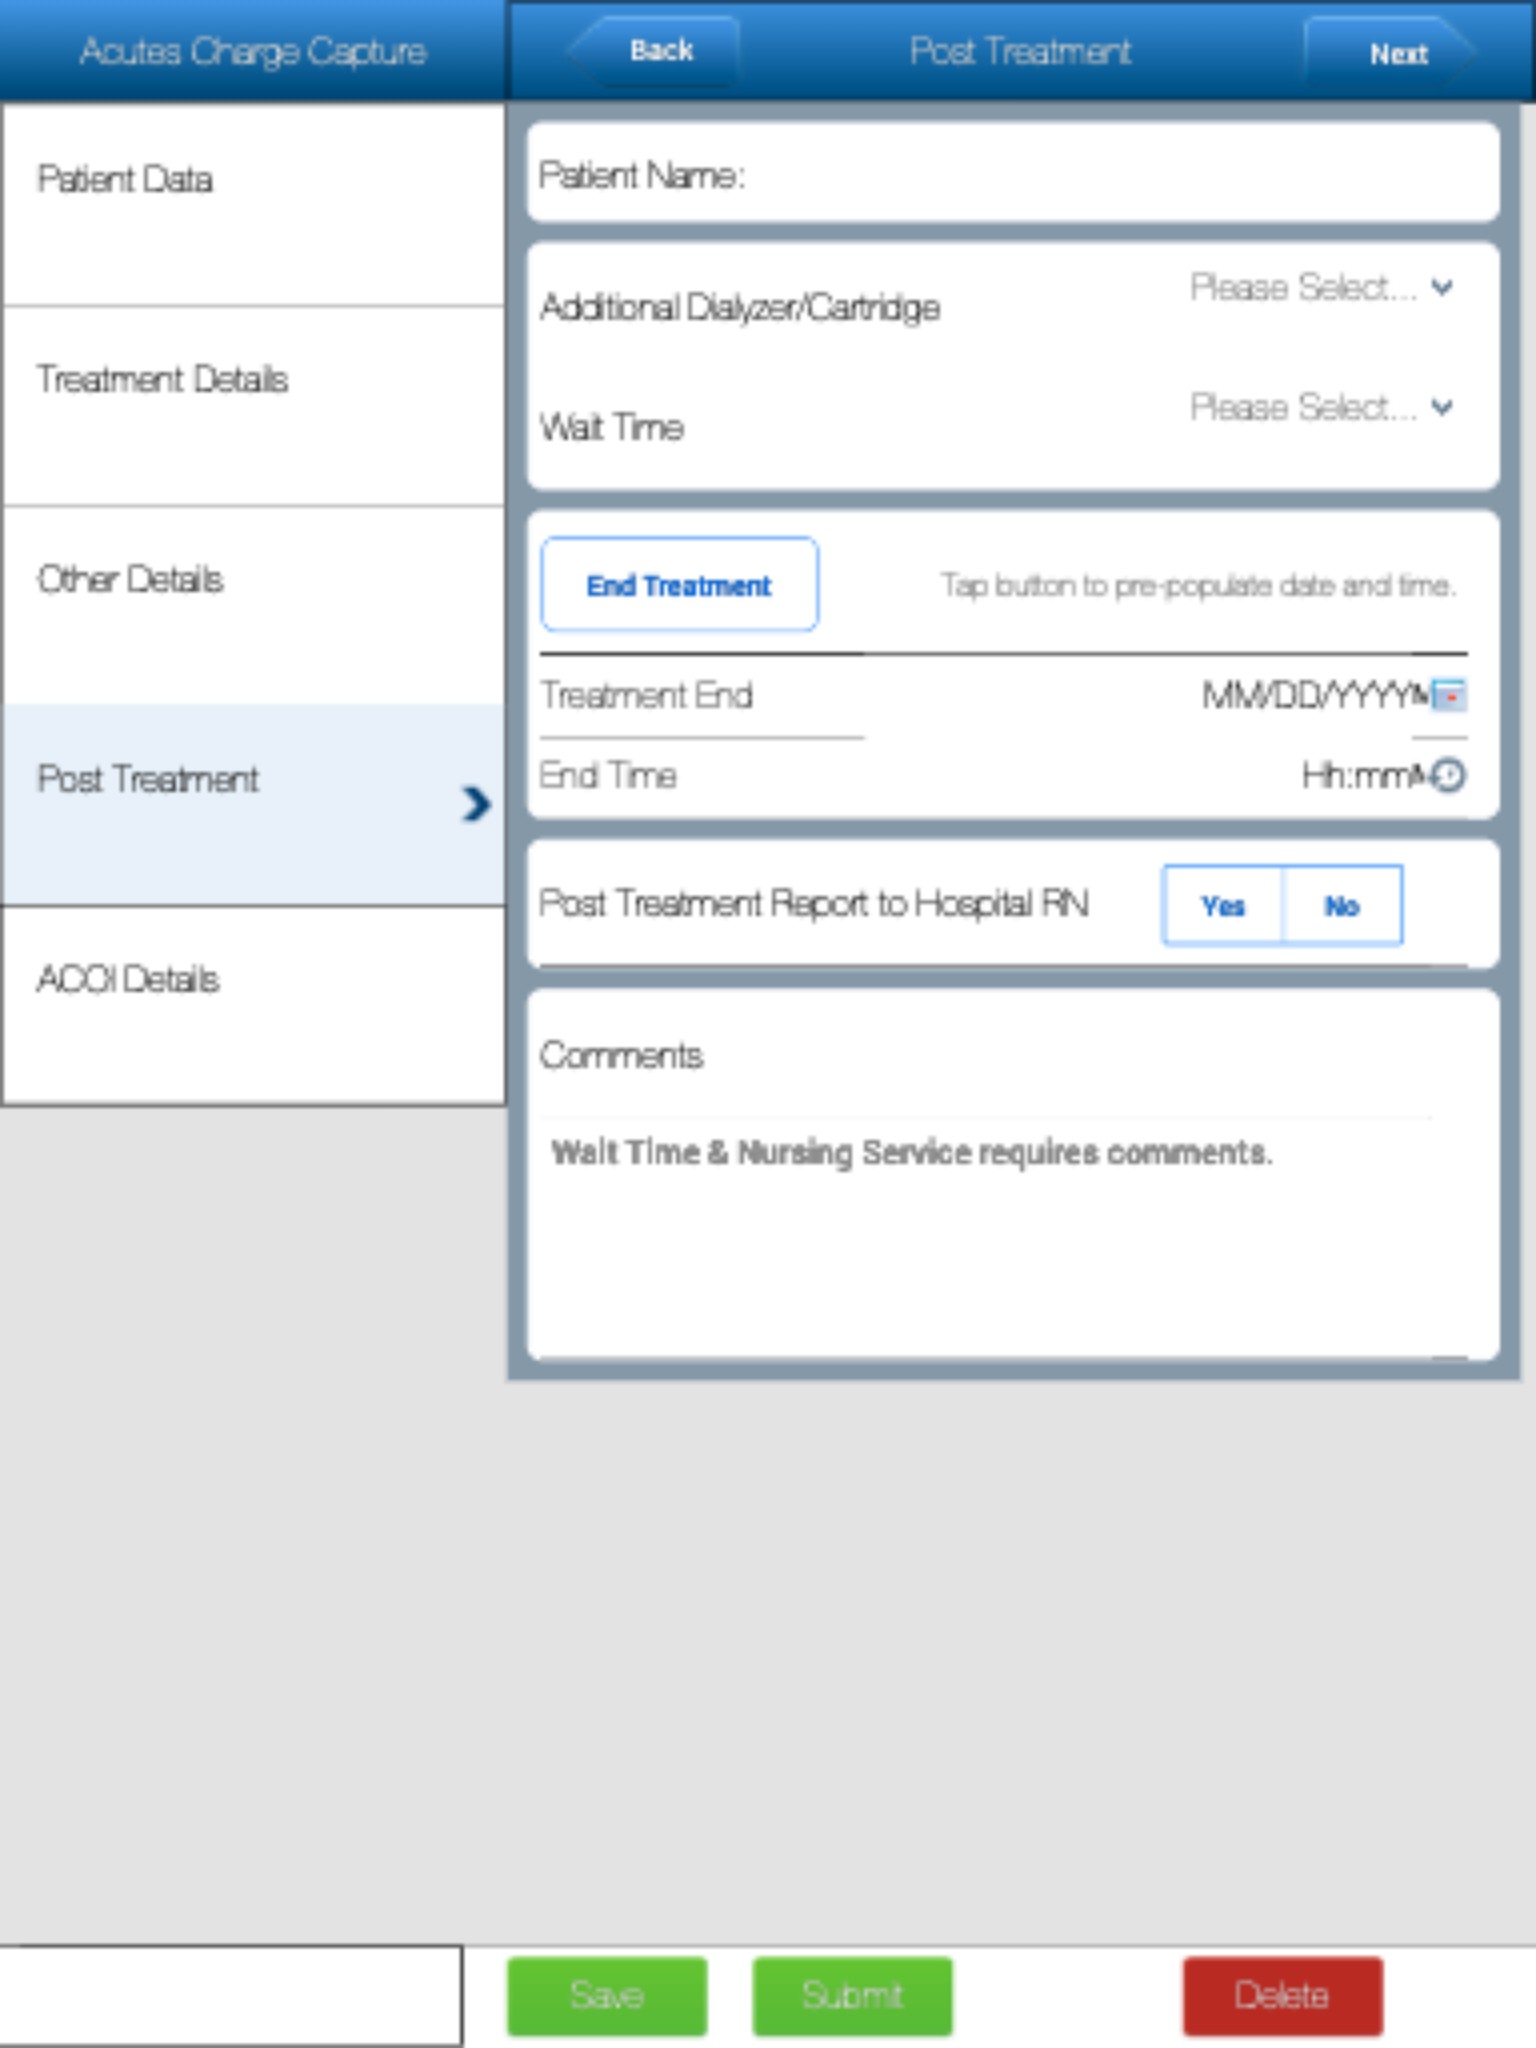 Acutes Charge Capture
Back
Post Treatment
Next
Patient Data
Treatment Details
Other Details
Post Treatment
ACOI Details
Patient Name:
Additional Dialyzer/Cartridge
Please Select...
Wait Time
Please Select...
End Treatment
Tap button to pre-populate date and time.
Treatment End
MM/DD/YYYY
End Time
Hh:mm
Post Treatment Report to Hospital RN
Yes
No
Comments
Wait Time & Nursing Service requires comments.
Save
Submit
Delete